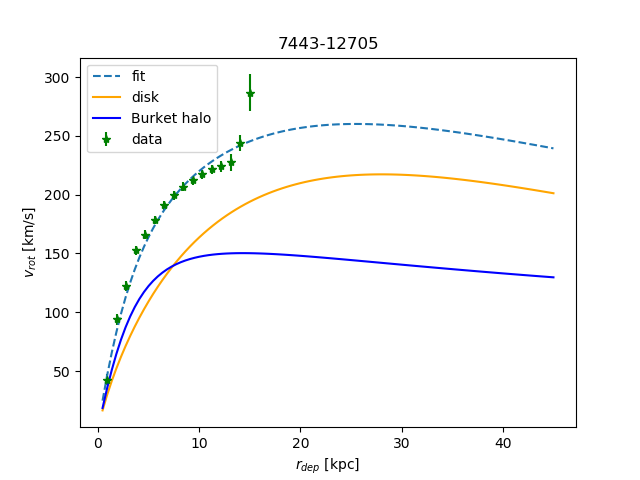 7443-12705
fit
disk
Burket halo
data
300
250
200
150
100
50
v_rot [km/s]
0
10
20
30
40
r_dep [kpc]